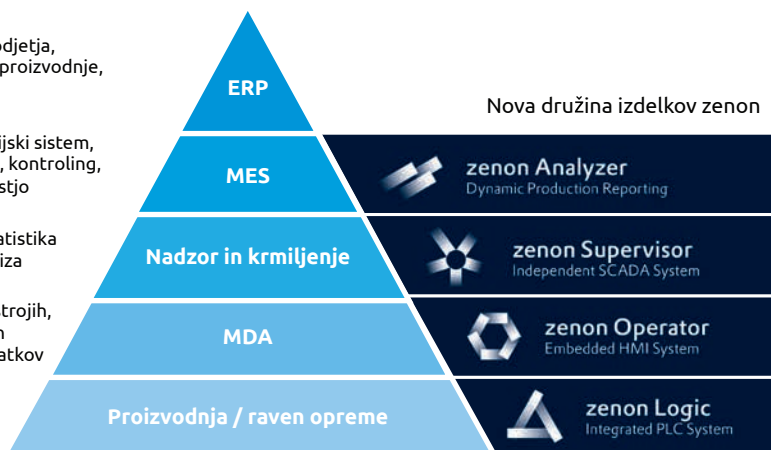 odjetja,
proizvodnje,
ijski sistem,
, kontroling,
stjo
atistika
iza
strojih,
atkov
ERP
MES
Nadzor in krmiljenje
MDA
Proizvodnja / raven opreme
Nova družina izdelkov zenon
zenon Analyzer
Dynamic Production Reporting
zenon Supervisor
Independent SCADA System
zenon Operator
Embedded HMI System
zenon Logic
Integrated PLC System